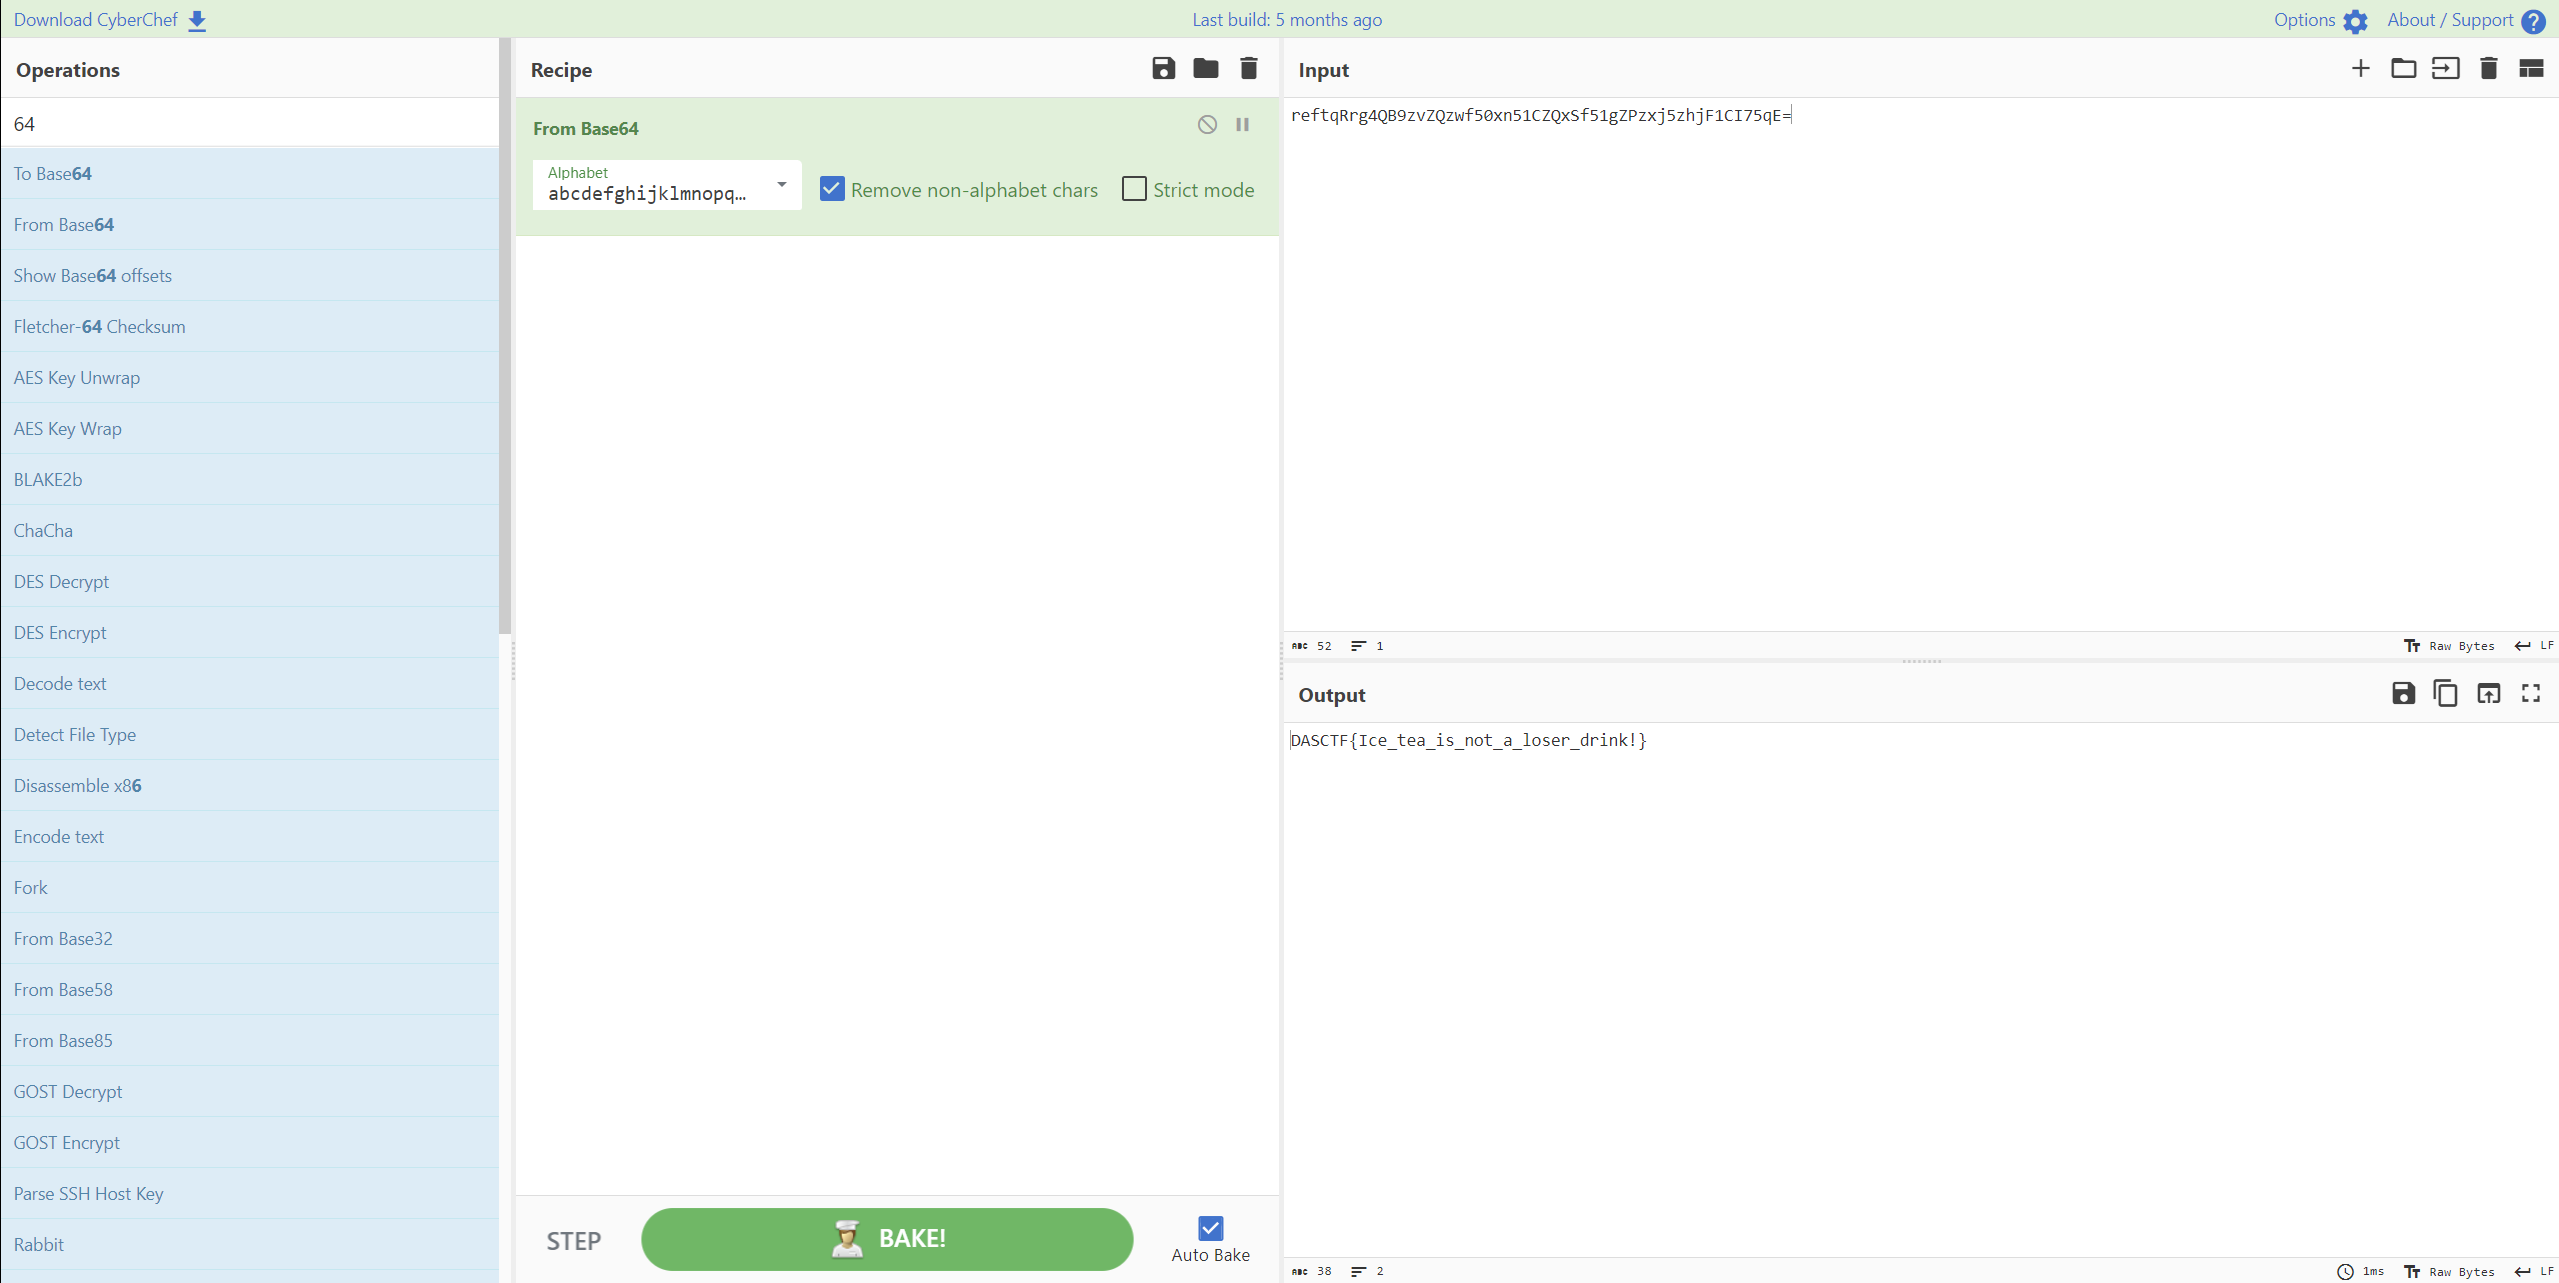 Download CyberChef
Last build: 5 months ago
Options
About / Support
Operations
64
To Base64
From Base64
Show Base64 offsets
Fletcher-64 Checksum
AES Key Unwrap
AES Key Wrap
BLAKE2b
ChaCha
DES Decrypt
DES Encrypt
Decode text
Detect File Type
Disassemble x86
Encode text
Fork
From Base32
From Base58
From Base85
GOST Decrypt
GOST Encrypt
Parse SSH Host Key
Rabbit
Recipe
From Base64
Alphabet
abcdefghijklmnopq…
Remove non-alphabet chars
Strict mode
STEP
BAKE!
Auto Bake
Input
reftqRrg4QB9zvZQzwf50xn51CZQxSf51gZPzxj5zhjF1CI75qE=
ABC 52
1
Tт Raw Bytes
LF
Output
DASCTF{Ice_tea_is_not_a_loser_drink!}
ABC 38
2
1ms
Tт Raw Bytes
LF